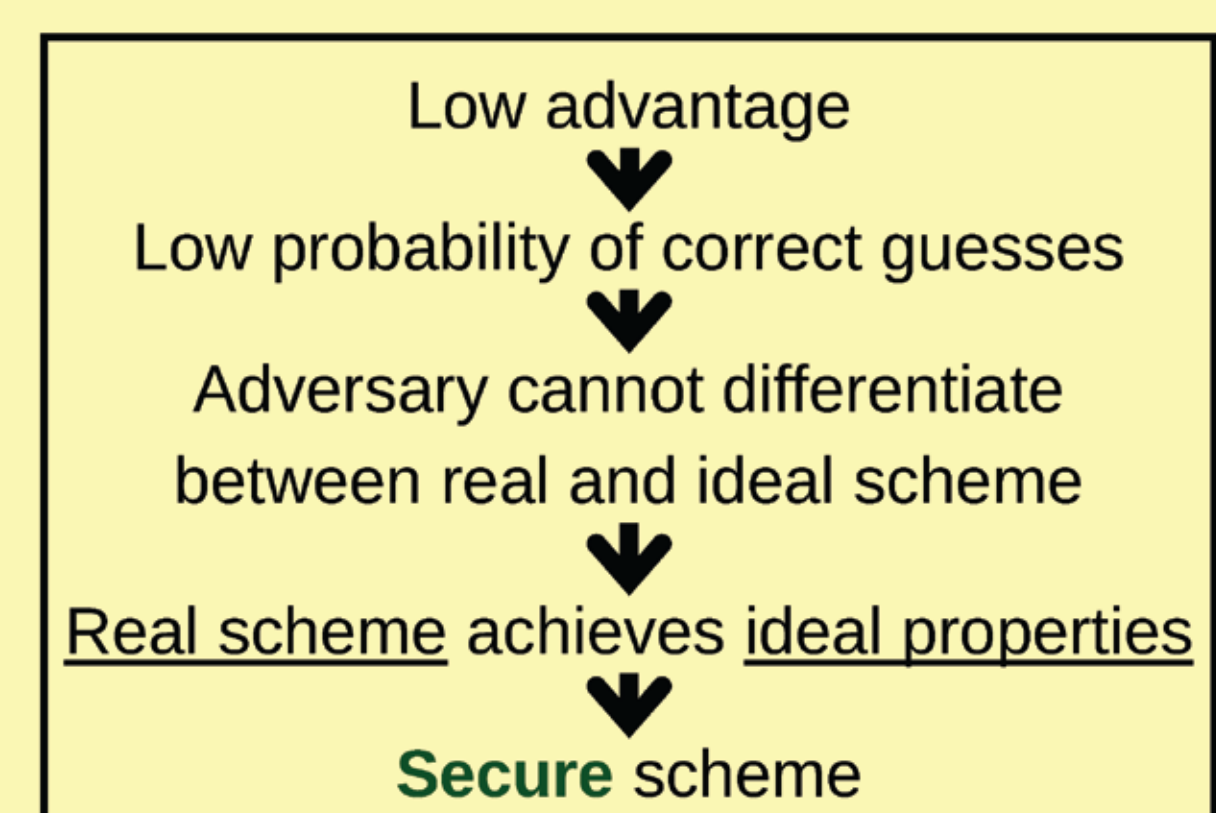 Low advantage
Low probability of correct guesses
Adversary cannot differentiate
between real and ideal scheme
Real scheme achieves ideal properties
Secure scheme